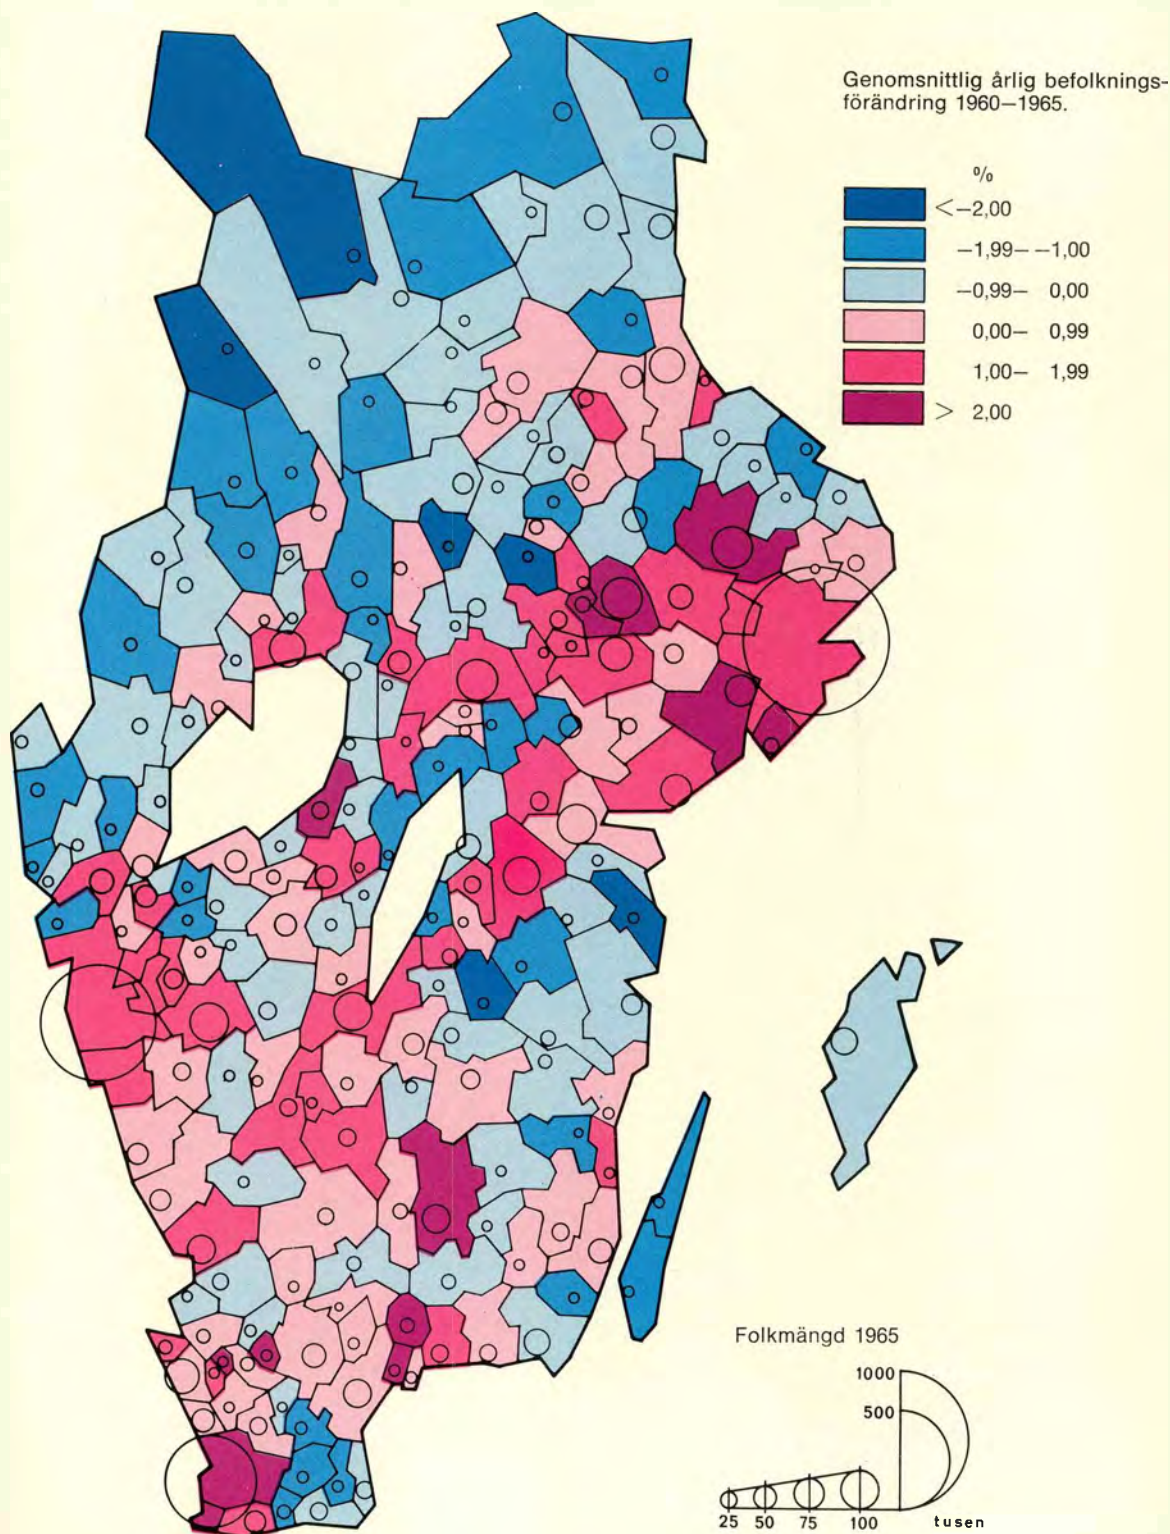 Genomsnittlig årlig befolknings-
förändring 1960—1965.
%
< —2,00
—1,99— —1,00
—0,99— 0,00
0,00— 0,99
1,00— 1,99
> 2,00
Folkmängd 1965
1000
500
25 50 75 100 tusen